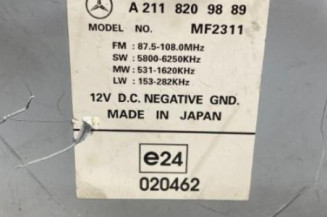 A 211 820 98 89
MODEL NO. MF2311
FM : 87.5-108.0MHz
SW : 5800-6250KHz
MW : 531-1620KHz
LW : 153-282KHz
12V D.C. NEGATIVE GND.
MADE IN JAPAN
e24
020462